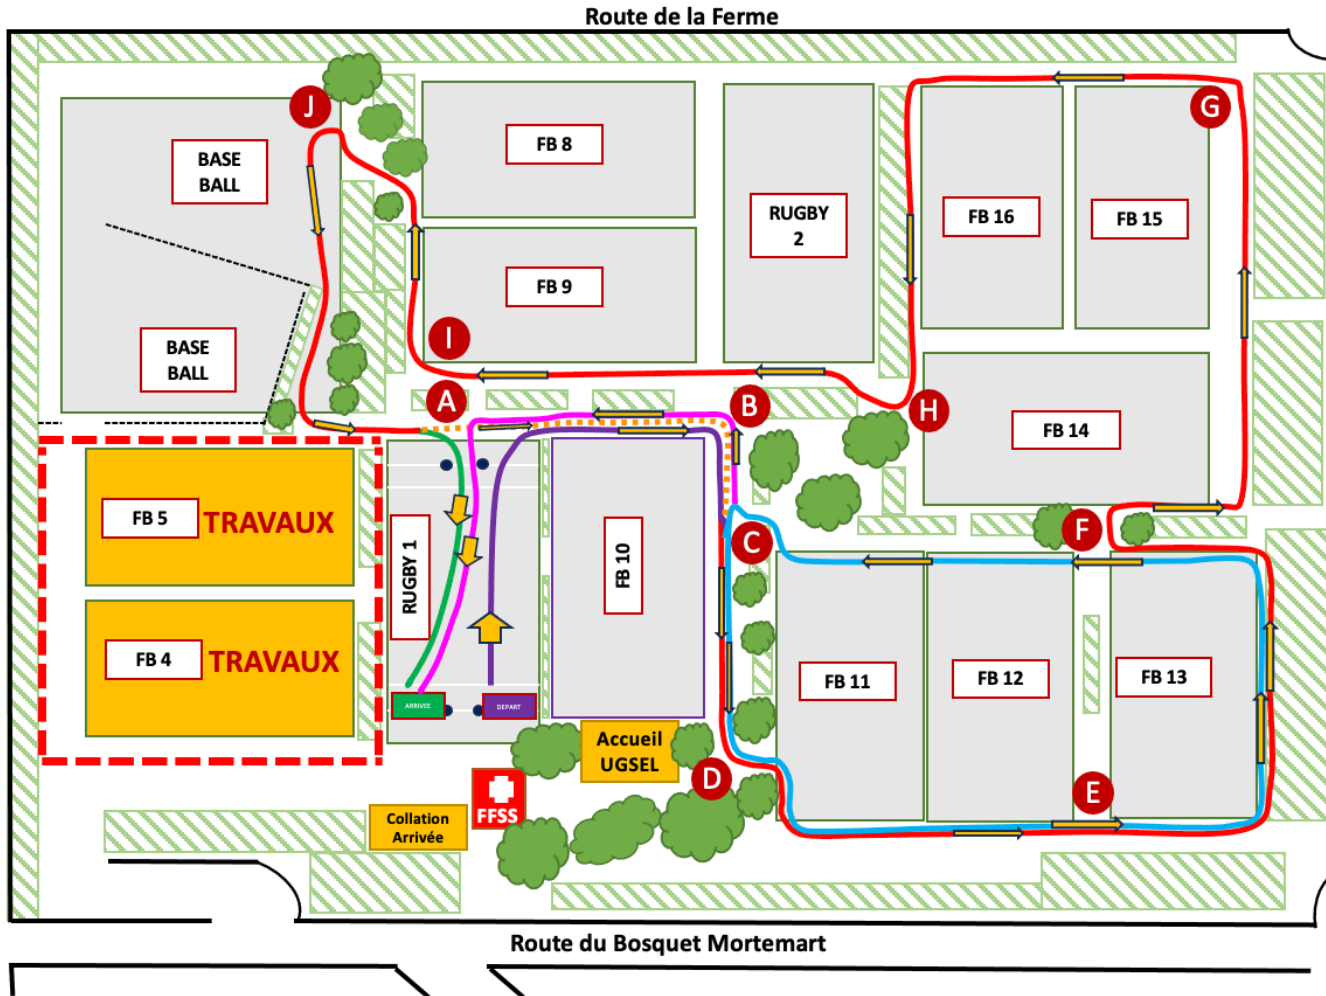 Route de la Ferme
J
G
BASE
BALL
FB 8
RUGBY
2
FB 16
FB 15
FB 9
BASE
BALL
I
A
B
H
FB 14
FB 5
TRAVAUX
RUGBY 1
FB 10
C
F
FB 4
TRAVAUX
FB 11
FB 12
FB 13
ARRIVEE
DEPART
Accueil
UGSEL
D
E
FFSS
Collation
Arrivée
Route du Bosquet Mortemart